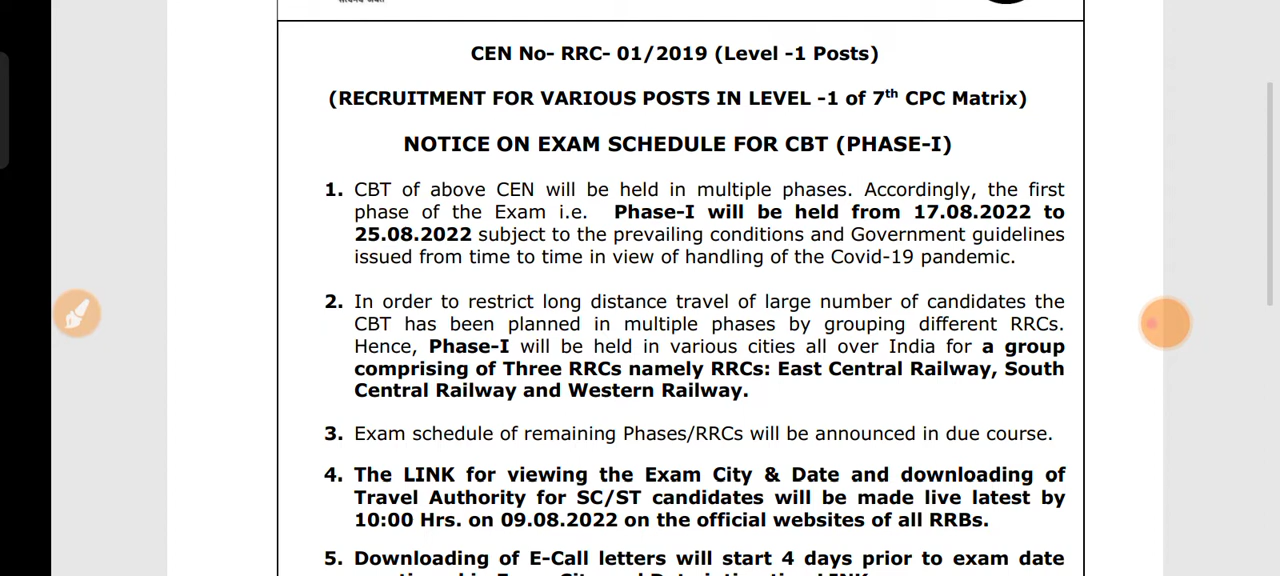 CEN No- RRC- 01/2019 (Level -1 Posts)
(RECRUITMENT FOR VARIOUS POSTS IN LEVEL -1 of 7th CPC Matrix)
NOTICE ON EXAM SCHEDULE FOR CBT (PHASE-I)
1. CBT of above CEN will be held in multiple phases. Accordingly, the first
phase of the Exam i.e. Phase-I will be held from 17.08.2022 to
25.08.2022 subject to the prevailing conditions and Government guidelines
issued from time to time in view of handling of the Covid-19 pandemic.
2. In order to restrict long distance travel of large number of candidates the
CBT has been planned in multiple phases by grouping different RRCs.
Hence, Phase-I will be held in various cities all over India for a group
comprising of Three RRCs namely RRCs: East Central Railway, South
Central Railway and Western Railway.
3. Exam schedule of remaining Phases/RRCs will be announced in due course.
4. The LINK for viewing the Exam City & Date and downloading of
Travel Authority for SC/ST candidates will be made live latest by
10:00 Hrs. on 09.08.2022 on the official websites of all RRBs.
5. Downloading of E-Call letters will start 4 days prior to exam date